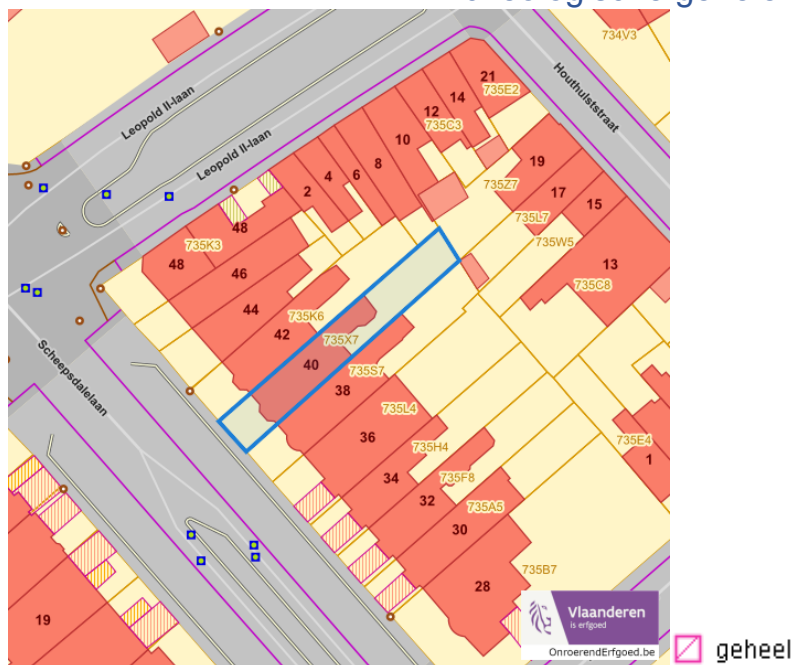 734V3
21
735E2
Leopold II-laan
14
12
735C3
Houthulststraat
10
Leopold II-laan
8
6
4
2
19
735Z7
17
15
735L7
48
735K3
735W5
48
46
13
735C8
44
735K6
42
735X7
40
735S7
38
Scheepsdalelaan
735L4
36
735H4
735E4
1
34
735F8
32
735A5
30
735B7
28
19
Vlaanderen
is erfgoed
OnroerendErfgoed.be
geheel